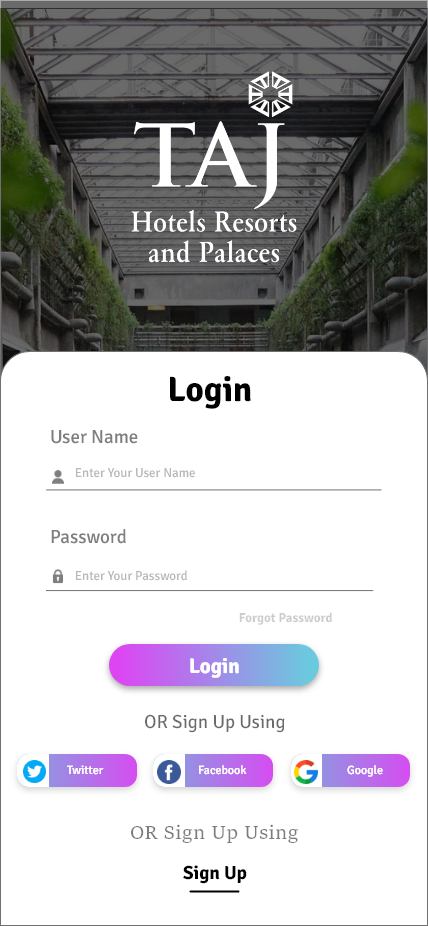 TAJ
Hotels Resorts
and Palaces
Login
User Name
Enter Your User Name
Password
Enter Your Password
Forgot Password
Login
OR Sign Up Using
Twitter
Facebook
Google
OR Sign Up Using
Sign Up